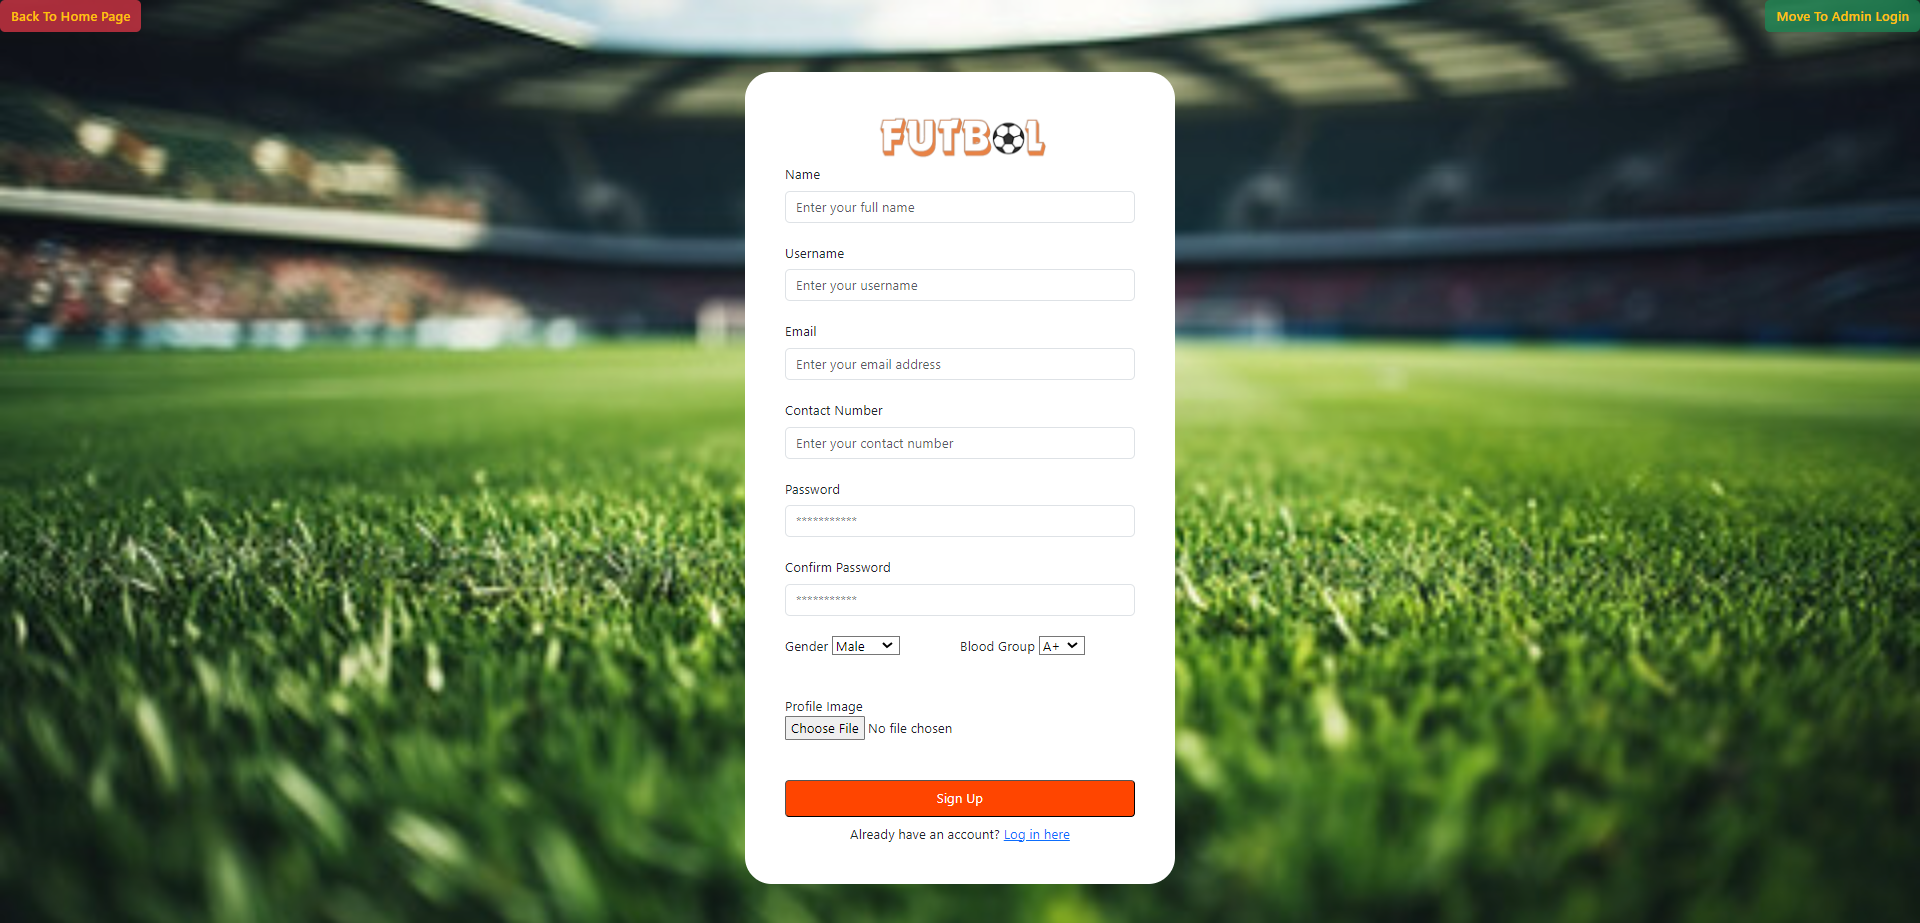 Back To Home Page
Move To Admin Login
FUTBOL
Name
Enter your full name
Username
Enter your username
Email
Enter your email address
Contact Number
Enter your contact number
Password
***********
Confirm Password
***********
Gender Male Blood Group A+
Profile Image
Choose File No file chosen
Sign Up
Already have an account? Log in here